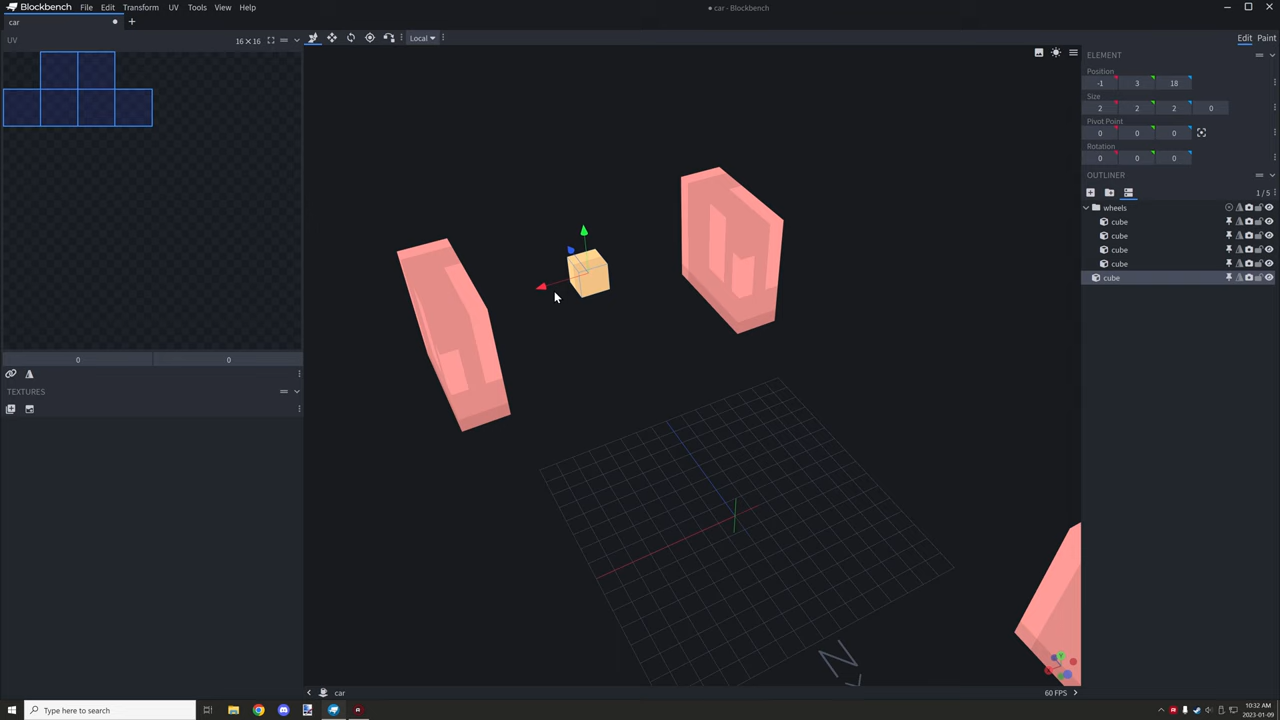 Blockbench File Edit Transform UV Tools View Help
• car - Blockbench
car
UV 16×16
Local
Edit Paint
ELEMENT
Position
-1 3 18
Size
2 2 2 0
Pivot Point
0 0 0
Rotation
0 0 0
OUTLINER
1 / 5
wheels
cube
cube
cube
cube
cube
0 0
TEXTURES
N
car
60 FPS
Type here to search
10:32 AM
2023-01-09